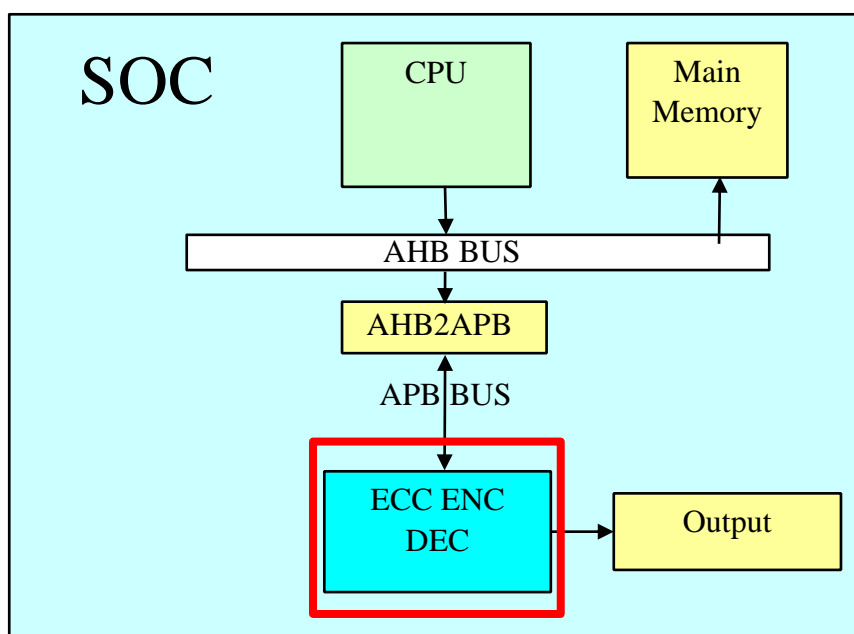 SOC
CPU
Main
Memory
AHB BUS
AHB2APB
APB BUS
ECC ENC
DEC
Output